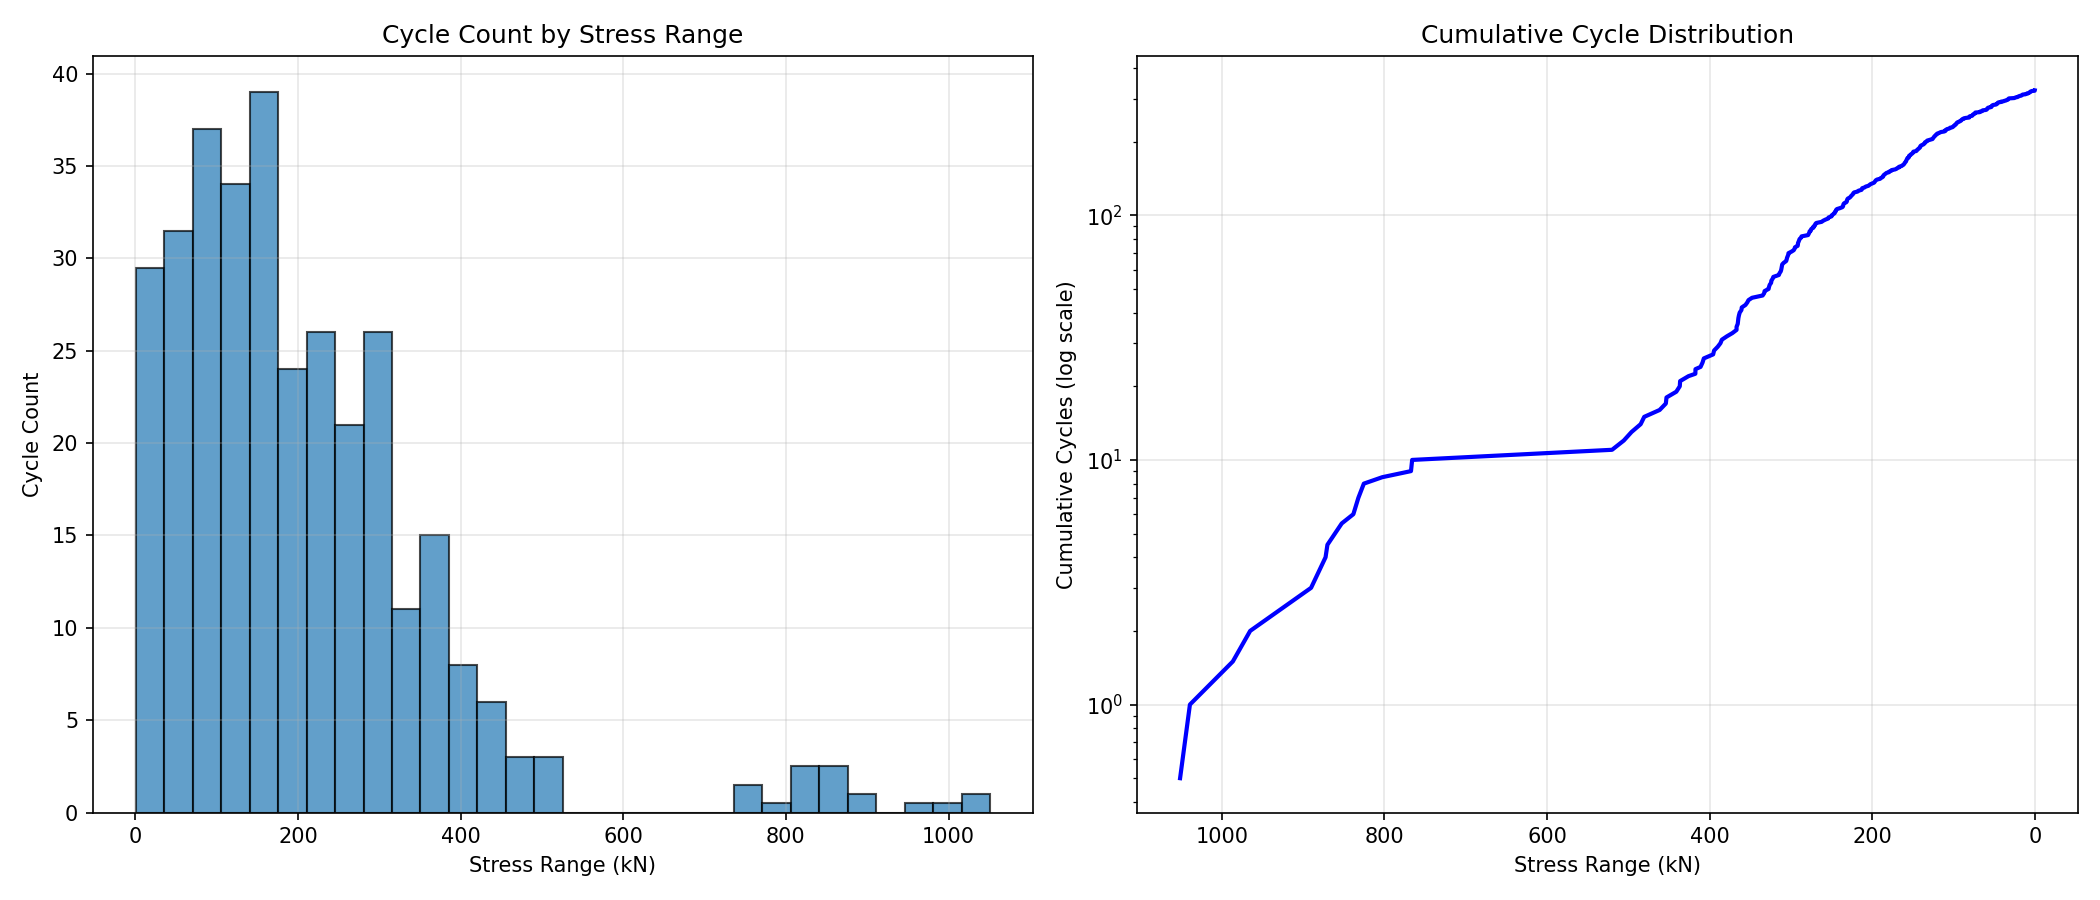 Cycle Count by Stress Range
Cycle Count
40
35
30
25
20
15
10
5
0
0 200 400 600 800 1000
Stress Range (kN)
Cumulative Cycle Distribution
Cumulative Cycles (log scale)
10²
10¹
10⁰
1000 800 600 400 200 0
Stress Range (kN)